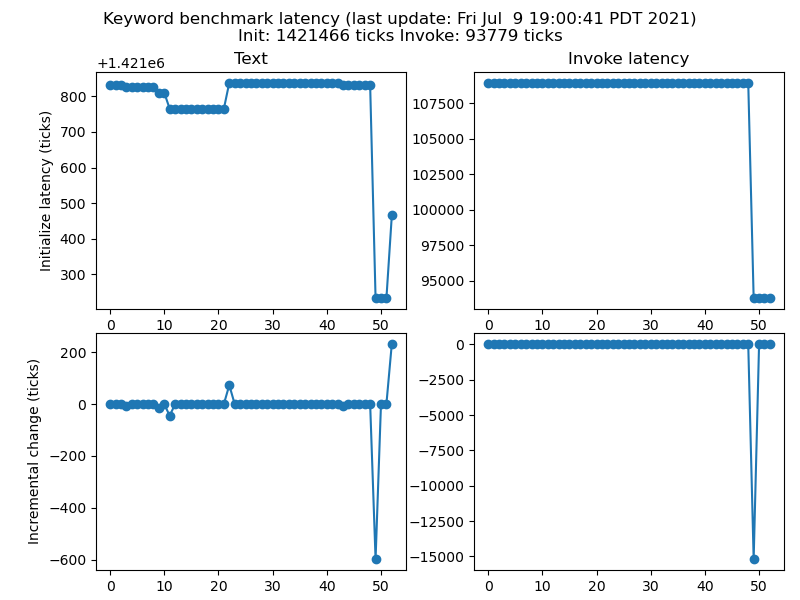 Keyword benchmark latency (last update: Fri Jul  9 19:00:41 PDT 2021)
Init: 1421466 ticks Invoke: 93779 ticks
Text
Invoke latency
+1.421e6
Initialize latency (ticks)
800
700
600
500
400
300
0 10 20 30 40 50
107500
105000
102500
100000
97500
95000
0 10 20 30 40 50
Incremental change (ticks)
200
0
−200
−400
−600
0 10 20 30 40 50
0
−2500
−5000
−7500
−10000
−12500
−15000
0 10 20 30 40 50